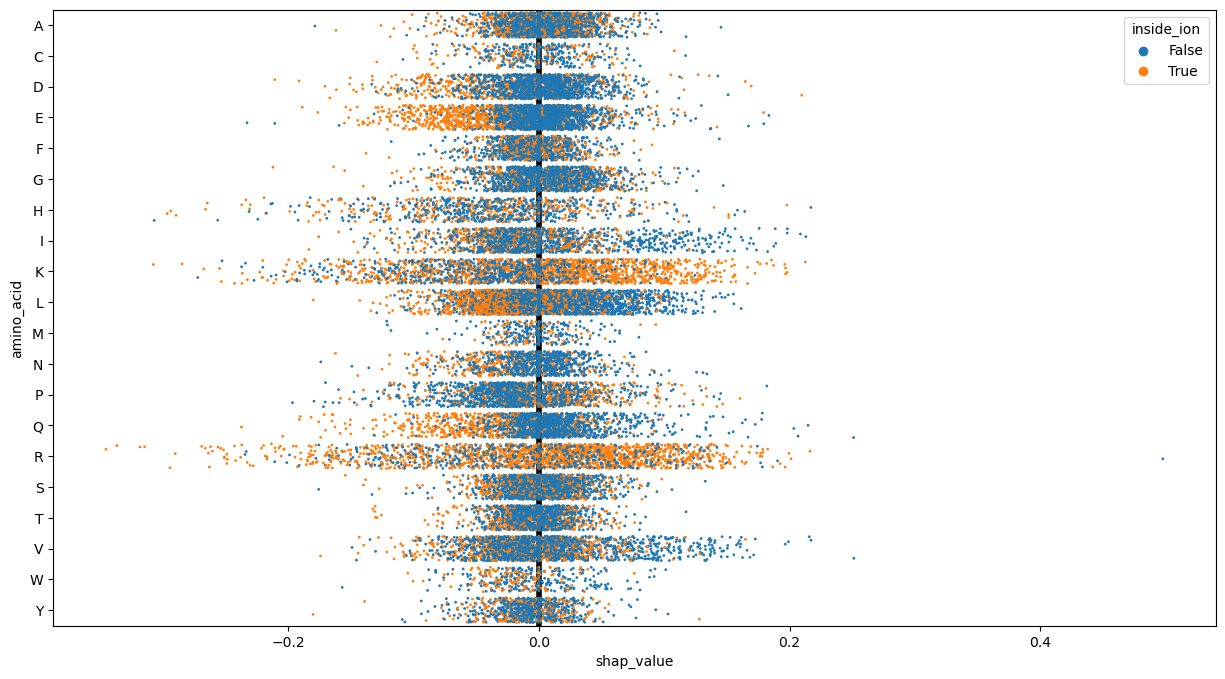 inside_ion
False
True
amino_acid
A
C
D
E
F
G
H
I
K
L
M
N
P
Q
R
S
T
V
W
Y
−0.2 0.0 0.2 0.4
shap_value